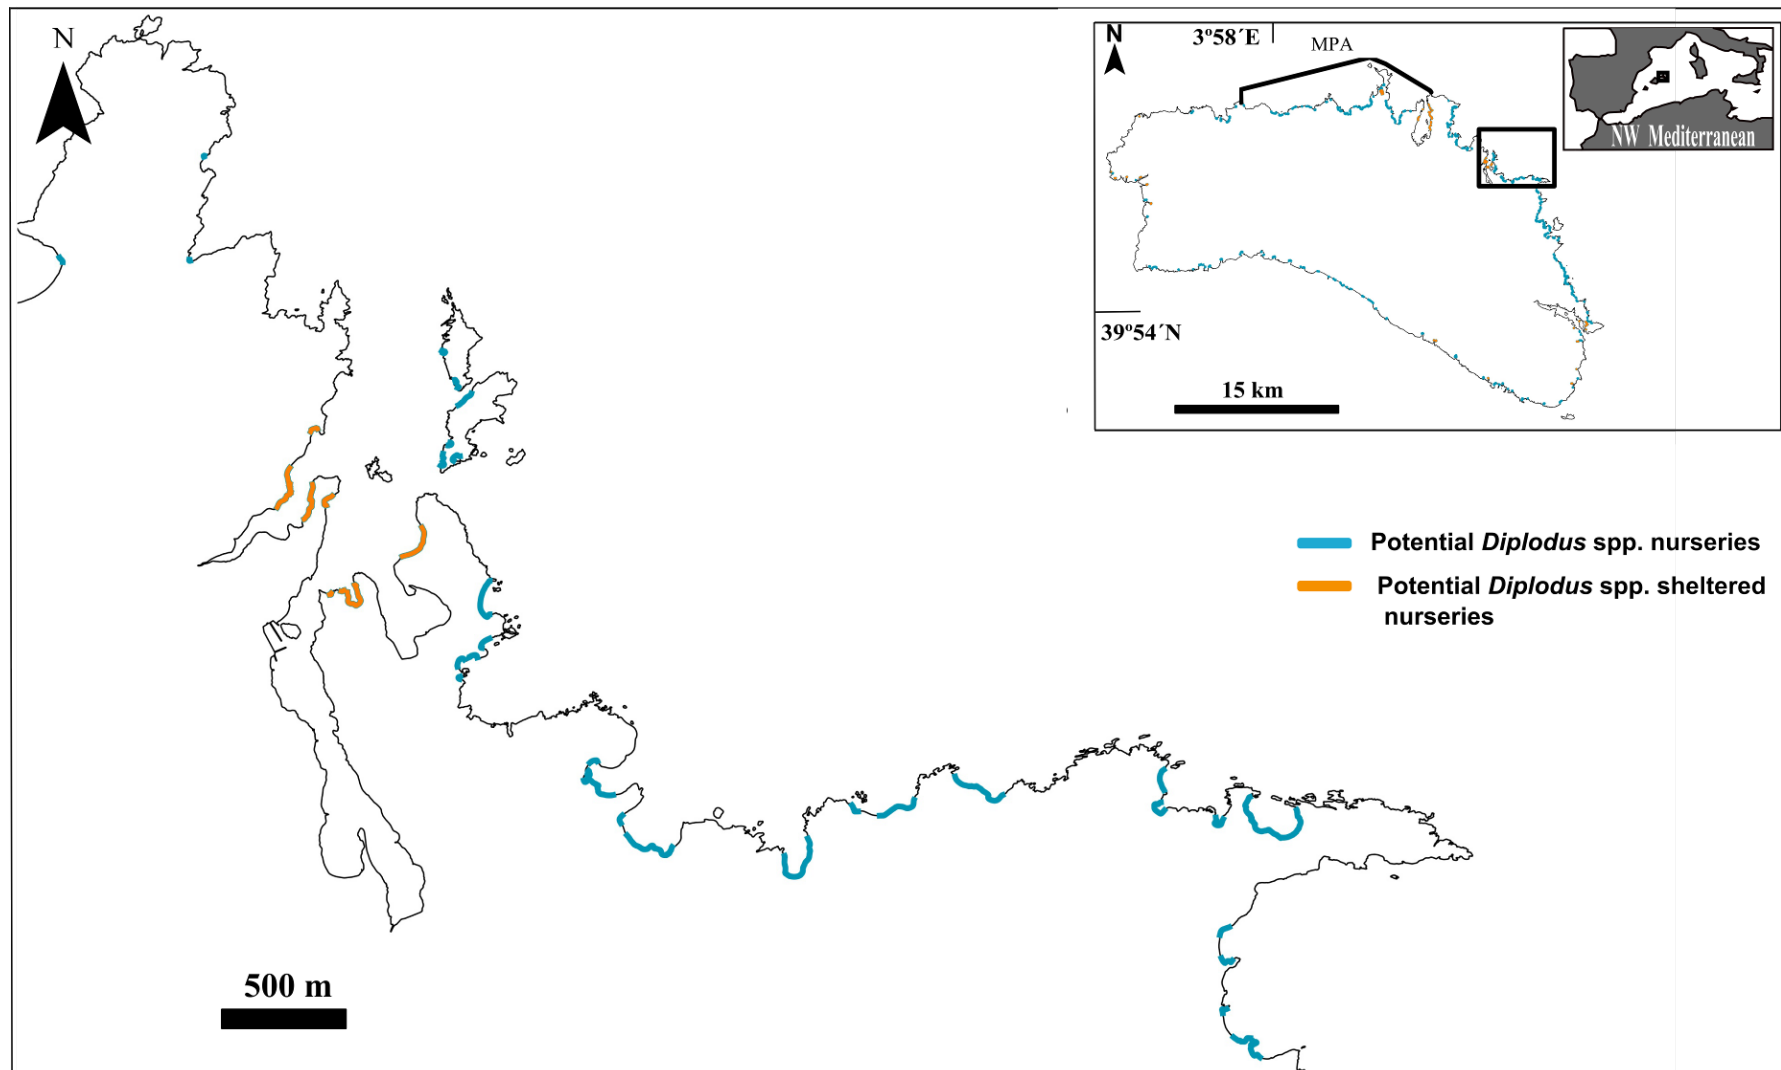 N
N
3º58´E
MPA
NW Mediterranean
39º54´N
15 km
Potential Diplodus spp. nurseries
Potential Diplodus spp. sheltered
nurseries
500 m